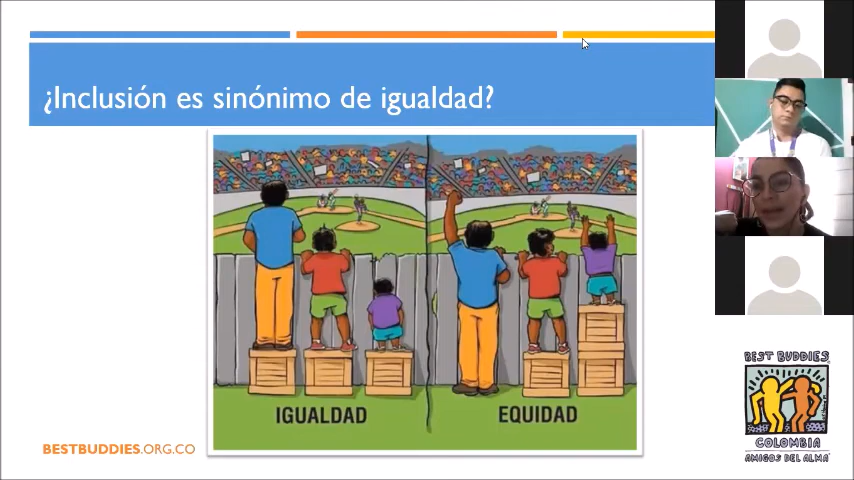 ¿Inclusión es sinónimo de igualdad?
IGUALDAD
EQUIDAD
BESTBUDDIES.ORG.CO
BEST BUDDIES
COLOMBIA
AMIGOS DEL ALMA